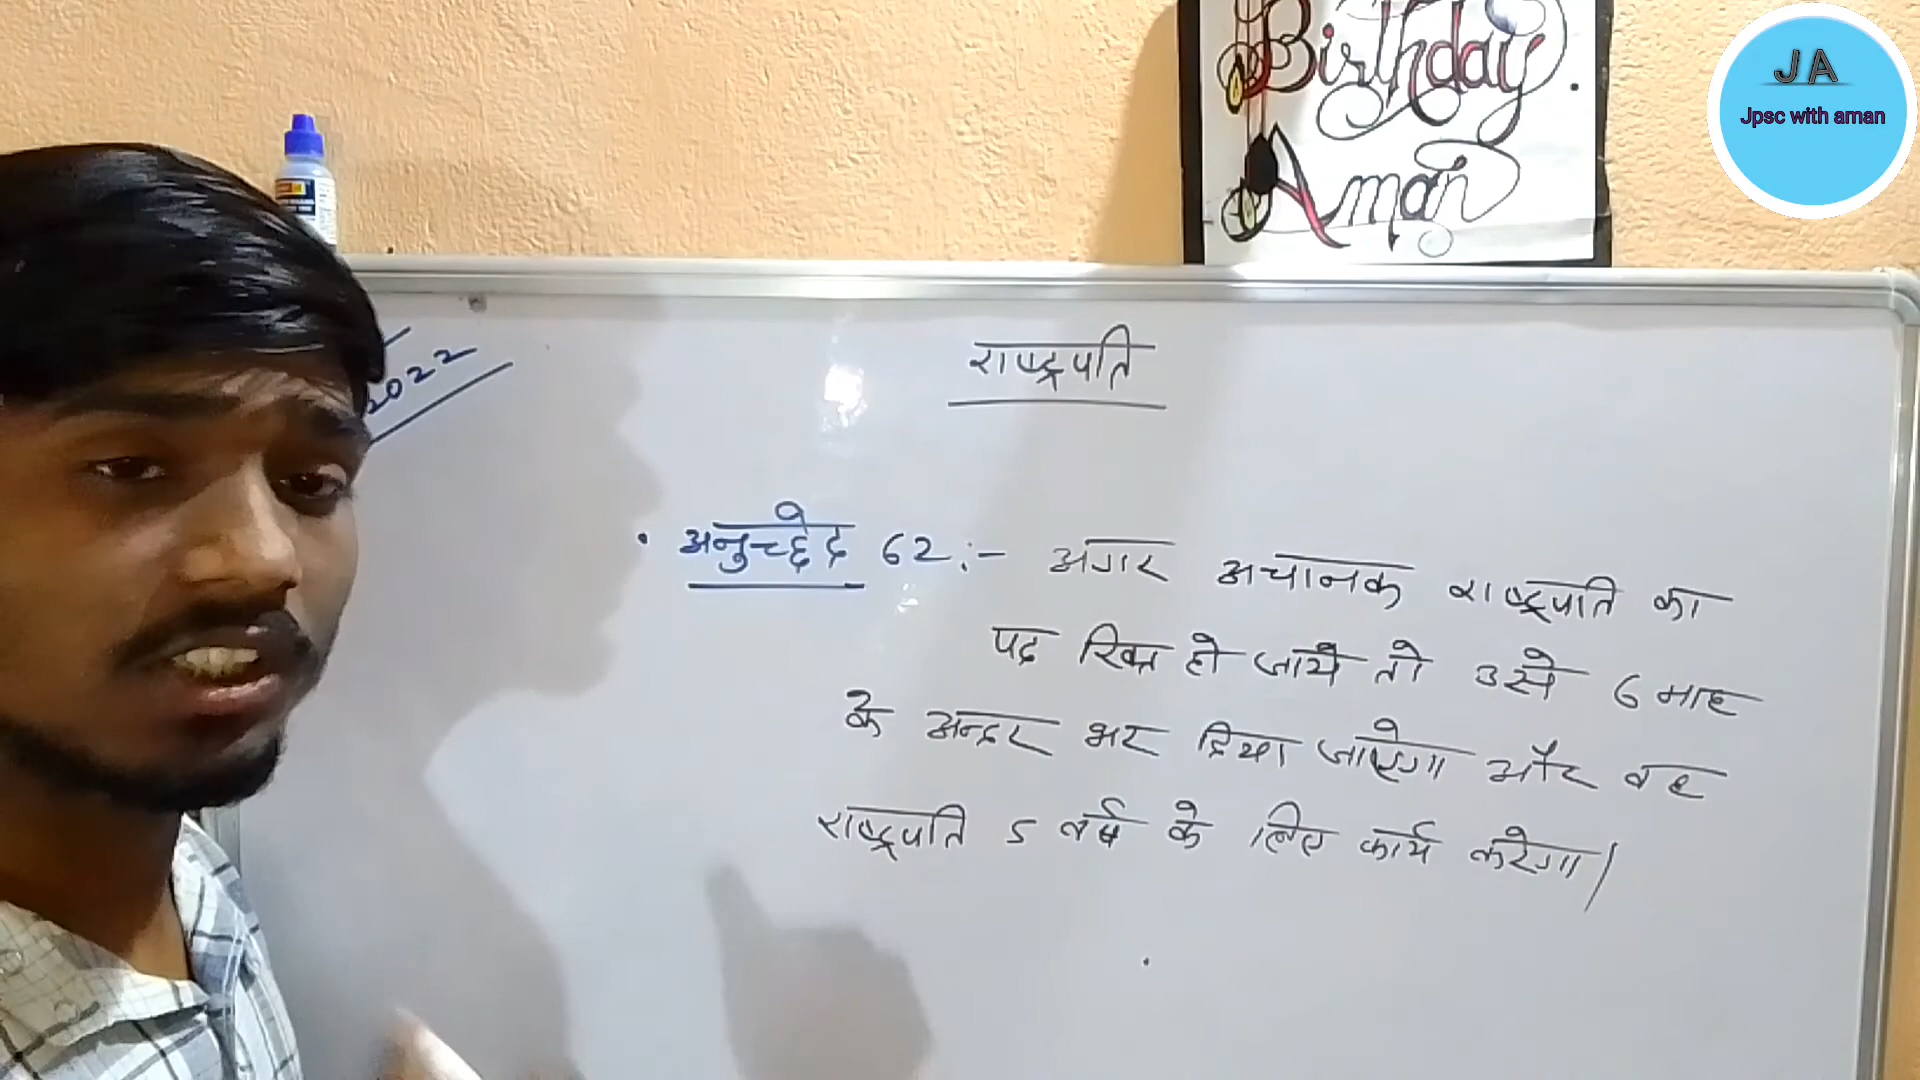 Birthday
Aman
J A
Jpsc with aman
2022
राष्ट्रपति
• अनुच्छेद 62 :- अगर अचानक राष्ट्रपति का
पद रिक्त हो जाये तो उसे 6 माह
के अन्दर भर दिया जाऐगा और वह
राष्ट्रपति 5 वर्ष के लिए कार्य करेगा।